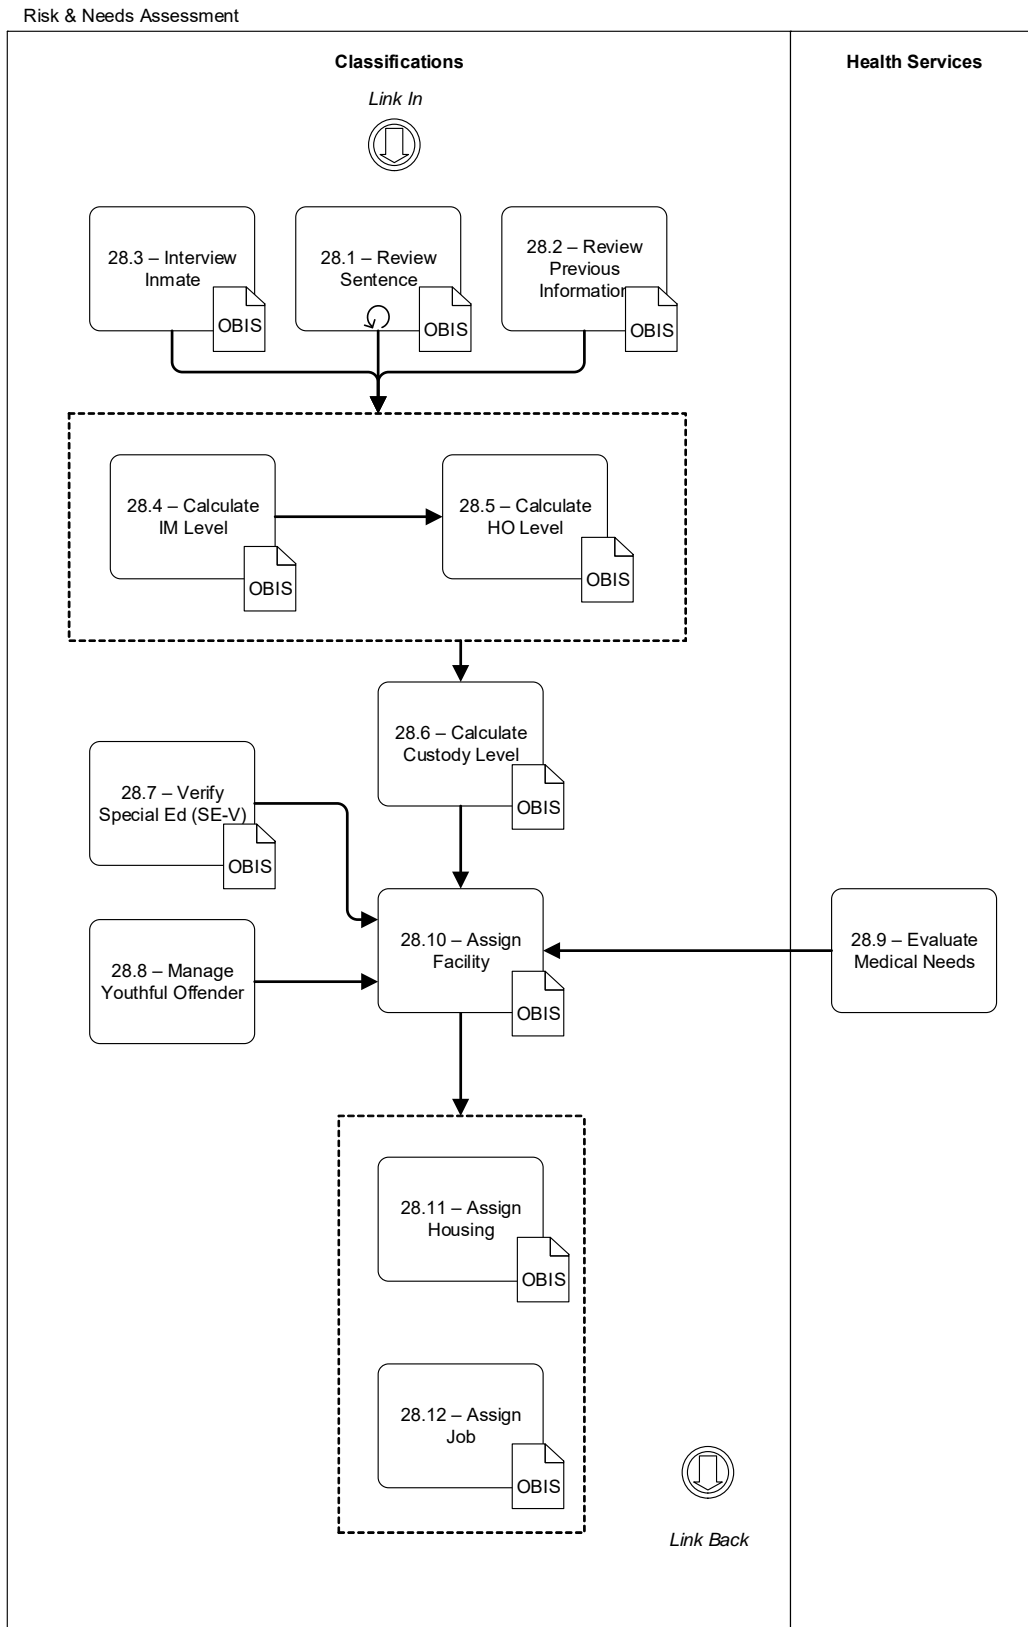 Risk & Needs Assessment
Classifications
Health Services
Link In
28.3 – Interview
Inmate
OBIS
28.1 – Review
Sentence
OBIS
28.2 – Review
Previous
Information
OBIS
28.4 – Calculate
IM Level
OBIS
28.5 – Calculate
HO Level
OBIS
28.6 – Calculate
Custody Level
OBIS
28.7 – Verify
Special Ed (SE-V)
OBIS
28.8 – Manage
Youthful Offender
28.10 – Assign
Facility
OBIS
28.9 – Evaluate
Medical Needs
28.11 – Assign
Housing
OBIS
28.12 – Assign
Job
OBIS
Link Back